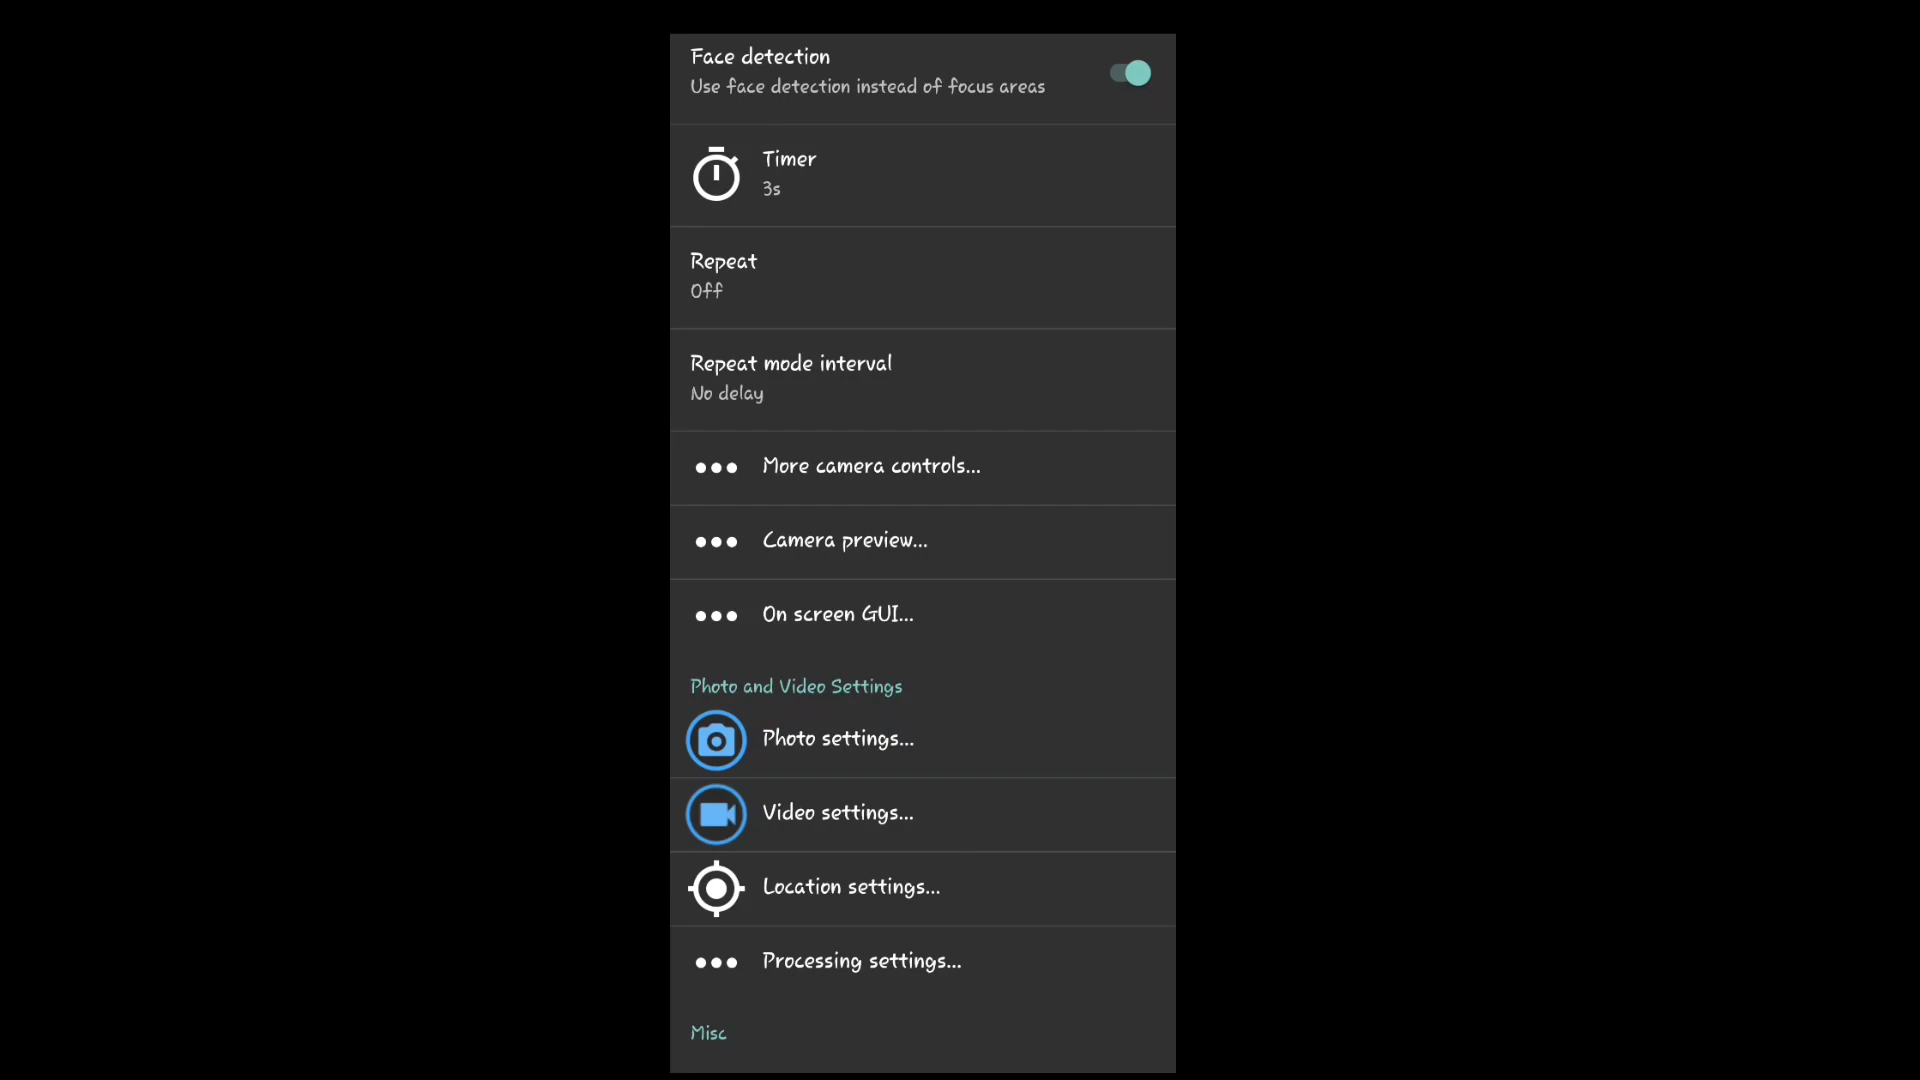 Face detection
Use face detection instead of focus areas
Timer
3s
Repeat
Off
Repeat mode interval
No delay
More camera controls...
Camera preview...
On screen GUI...
Photo and Video Settings
Photo settings...
Video settings...
Location settings...
Processing settings...
Misc